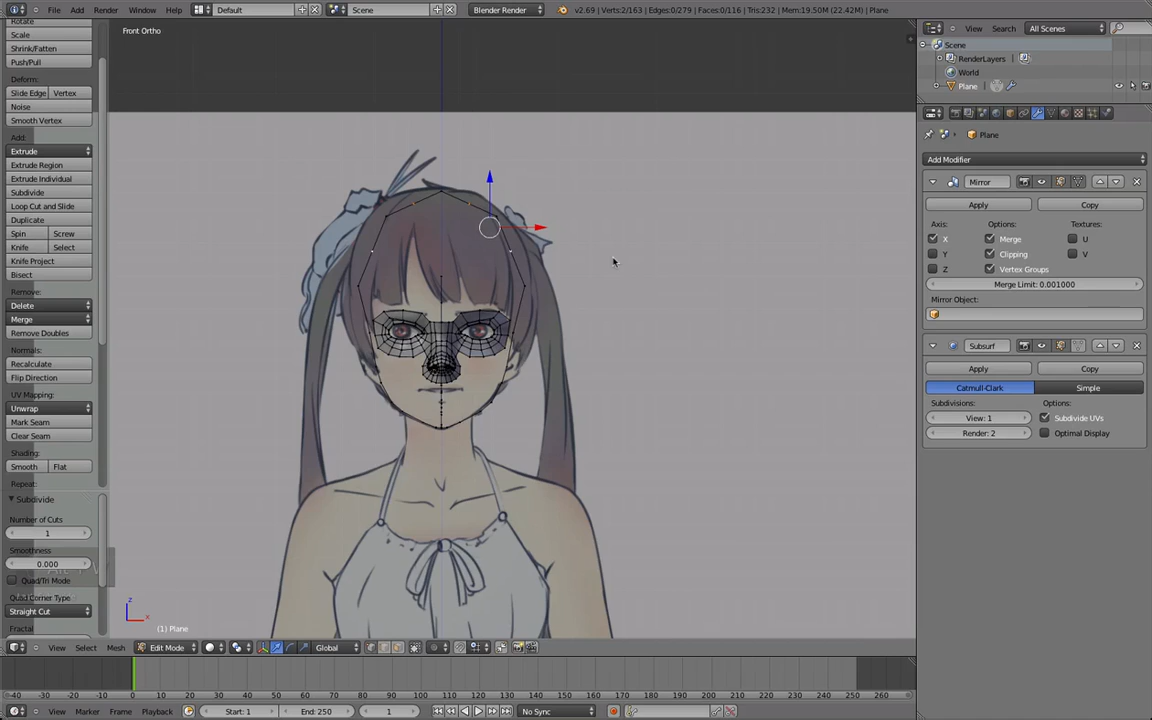 File Add Render Window Help Default Scene Blender Render v2.69 | Verts:2/163 | Edges:0/279 | Faces:0/116 | Tris:232 | Mem:19.50M (22.42M) | Plane
Rotate
Scale
Shrink/Fatten
Push/Pull
Deform:
Slide Edge Vertex
Noise
Smooth Vertex
Add:
Extrude
Extrude Region
Extrude Individual
Subdivide
Loop Cut and Slide
Duplicate
Spin Screw
Knife Select
Knife Project
Bisect
Remove:
Delete
Merge
Remove Doubles
Normals:
Recalculate
Flip Direction
UV Mapping:
Unwrap
Mark Seam
Clear Seam
Shading:
Smooth Flat
Repeat:
Subdivide
Number of Cuts
1
Smoothness
0.000
Quad/Tri Mode
Quad Corner Type
Straight Cut
Fractal
Front Ortho
z
x
(1) Plane
View Search All Scenes
Scene
RenderLayers
World
Plane
Plane
Add Modifier
Mirror
Apply Copy
Axis: Options: Textures:
X Merge U
Y Clipping V
Z Vertex Groups
Merge Limit: 0.001000
Mirror Object:
Subsurf
Apply Copy
Catmull-Clark Simple
Subdivisions: Options:
View: 1 Subdivide UVs
Render: 2 Optimal Display
View Select Mesh Edit Mode Global
-40 -30 -20 -10 0 10 20 30 40 50 60 70 80 90 100 110 120 130 140 150 160 170 180 190 200 210 220 230 240 250 260
View Marker Frame Playback Start: 1 End: 250 1 No Sync